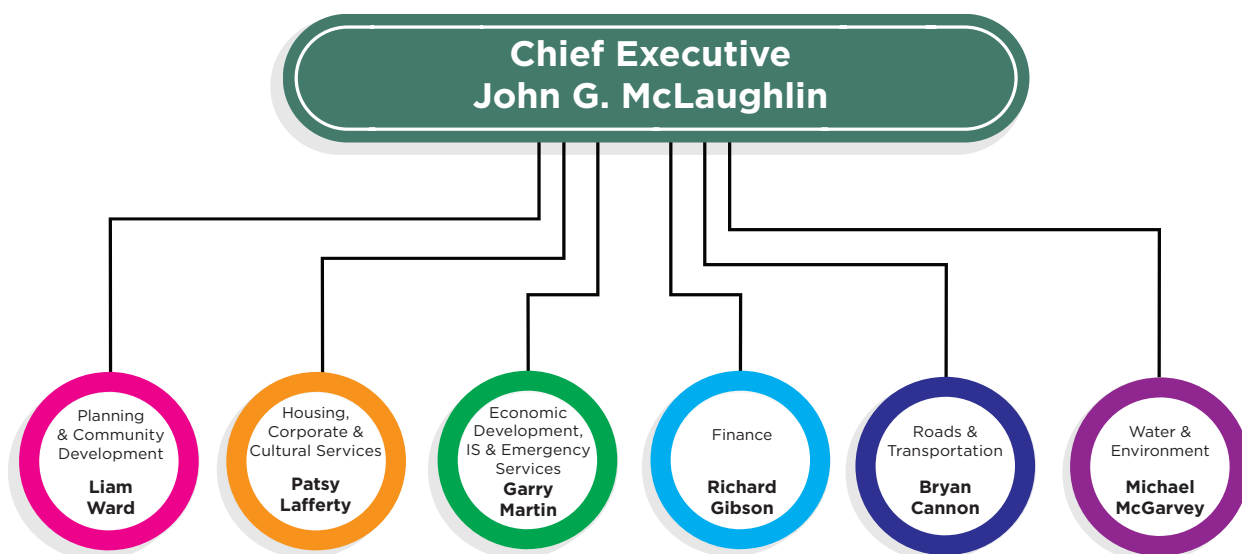 Chief Executive
John G. McLaughlin
Planning
& Community
Development
Liam
Ward
Housing,
Corporate &
Cultural Services
Patsy
Lafferty
Economic
Development,
IS & Emergency
Services
Garry
Martin
Finance
Richard
Gibson
Roads &
Transportation
Bryan
Cannon
Water &
Environment
Michael
McGarvey